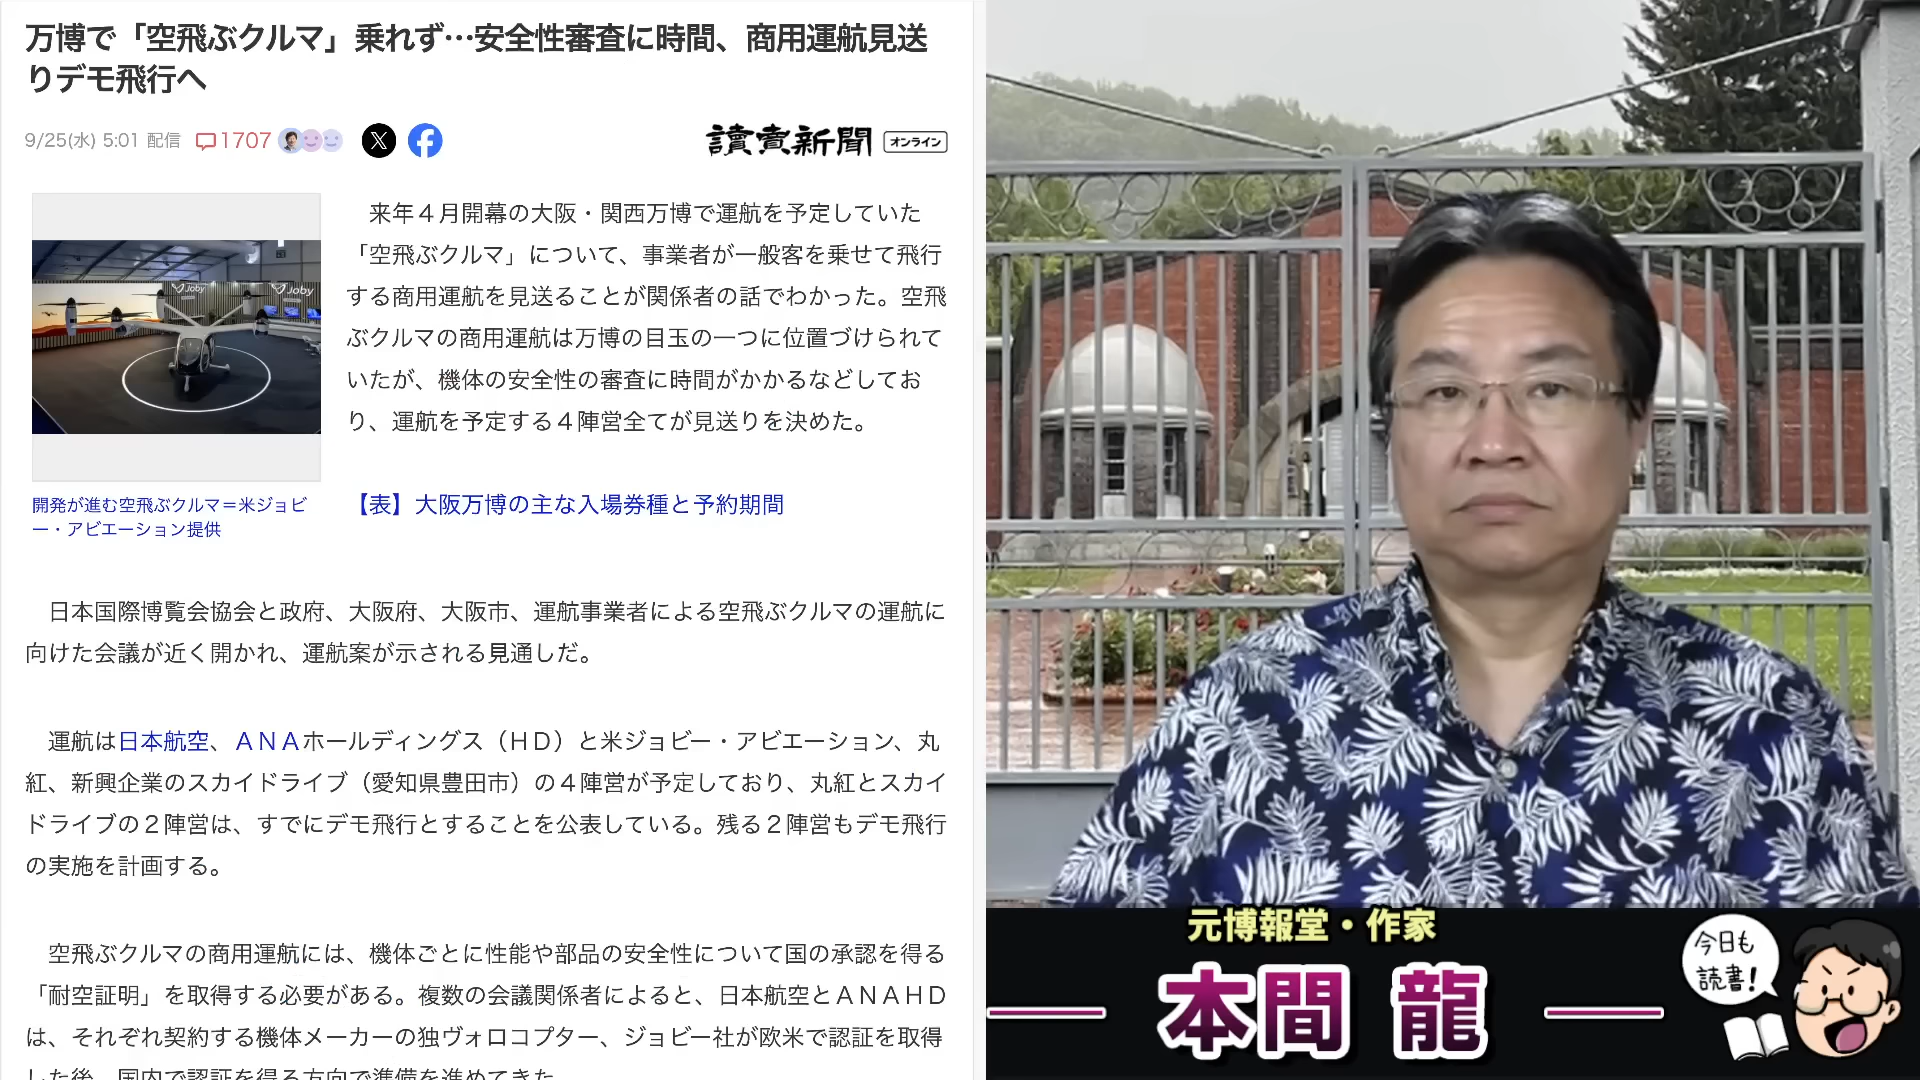 万博で「空飛ぶクルマ」乗れず…安全性審査に時間、商用運航見送
りデモ飛行へ
9/25(水) 5:01 配信
1707
讀賣新聞
オンライン
Joby
Joby
開発が進む空飛ぶクルマ＝米ジョビ
ー・アビエーション提供
来年４月開幕の大阪・関西万博で運航を予定していた
「空飛ぶクルマ」について、事業者が一般客を乗せて飛行
する商用運航を見送ることが関係者の話でわかった。空飛
ぶクルマの商用運航は万博の目玉の一つに位置づけられて
いたが、機体の安全性の審査に時間がかかるなどしてお
り、運航を予定する４陣営全てが見送りを決めた。
【表】大阪万博の主な入場券種と予約期間
日本国際博覧会協会と政府、大阪府、大阪市、運航事業者による空飛ぶクルマの運航に
向けた会議が近く開かれ、運航案が示される見通しだ。
運航は日本航空、ＡＮＡホールディングス（ＨＤ）と米ジョビー・アビエーション、丸
紅、新興企業のスカイドライブ（愛知県豊田市）の４陣営が予定しており、丸紅とスカイ
ドライブの２陣営は、すでにデモ飛行とすることを公表している。残る２陣営もデモ飛行
の実施を計画する。
空飛ぶクルマの商用運航には、機体ごとに性能や部品の安全性について国の承認を得る
「耐空証明」を取得する必要がある。複数の会議関係者によると、日本航空とＡＮＡＨＤ
は、それぞれ契約する機体メーカーの独ヴォロコプター、ジョビー社が欧米で認証を取得
した後、国内で認証を得る方向で準備を進めてきた
元博報堂・作家
本間 龍
今日も
読書!